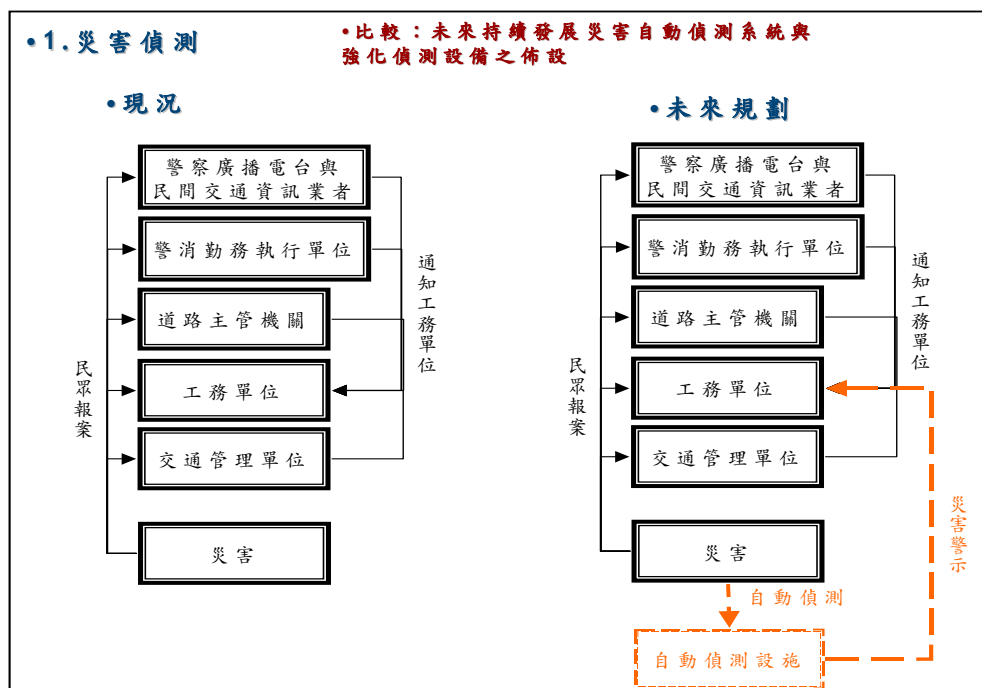 •1.災害偵測
•比較：未來持續發展災害自動偵測系統與
強化偵測設備之佈設
•現況
警察廣播電台與
民間交通資訊業者
警消勤務執行單位
道路主管機關
工務單位
交通管理單位
災害
民眾報案
通知工務單位
•未來規劃
警察廣播電台與
民間交通資訊業者
警消勤務執行單位
道路主管機關
工務單位
交通管理單位
災害
民眾報案
通知工務單位
自動偵測
自動偵測設施
災害警示